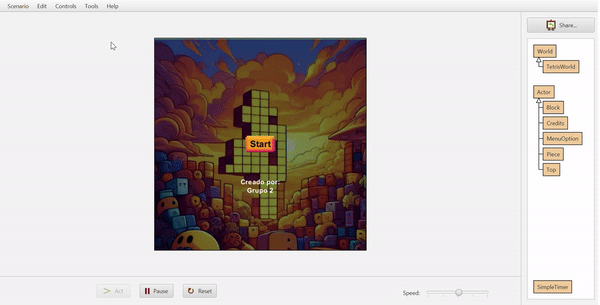 Scenario Edit Controls Tools Help
Share...
World
TetrisWorld
Actor
Block
Credits
MenuOption
Piece
Top
Start
Creado por:
Grupo 2
Act Pause Reset Speed:
SimpleTimer